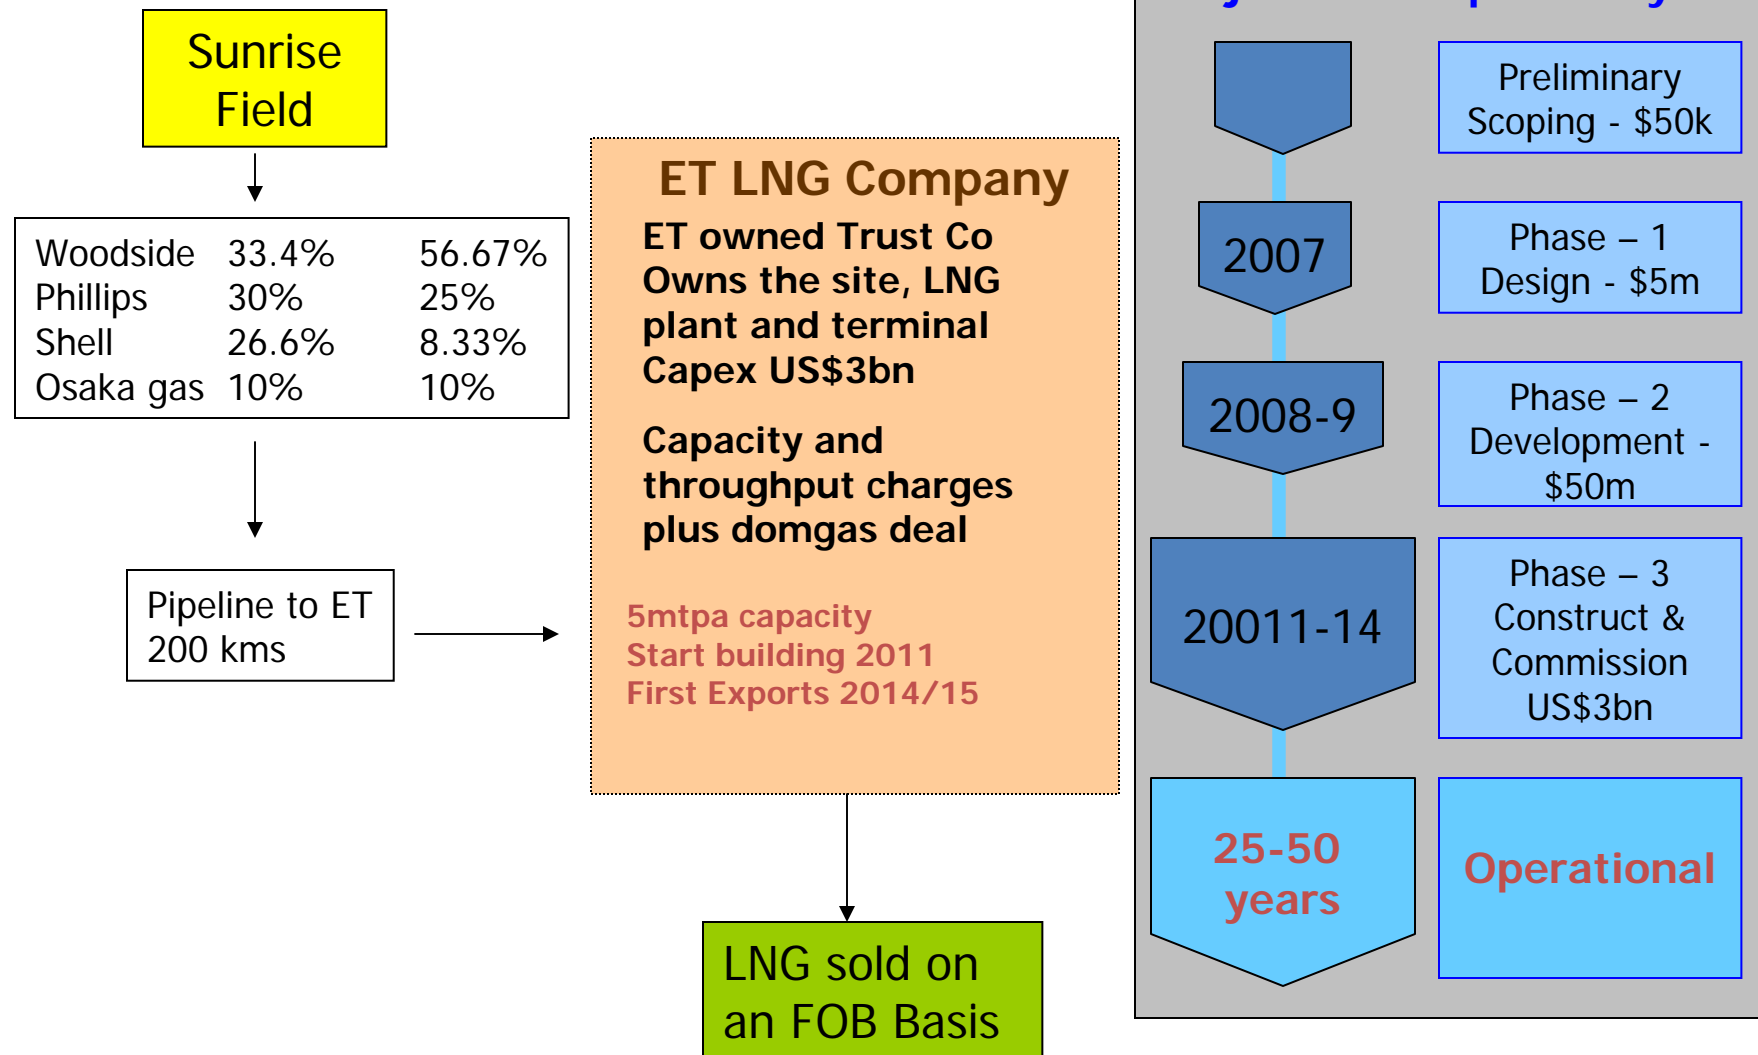 Sunrise
Field
Woodside 33.4% 56.67%
Phillips 30% 25%
Shell 26.6% 8.33%
Osaka gas 10% 10%
Pipeline to ET
200 kms
ET LNG Company
ET owned Trust Co
Owns the site, LNG
plant and terminal
Capex US$3bn
Capacity and
throughput charges
plus domgas deal
5mtpa capacity
Start building 2011
First Exports 2014/15
LNG sold on
an FOB Basis
Preliminary
Scoping - $50k
2007
Phase – 1
Design - $5m
2008-9
Phase – 2
Development -
$50m
20011-14
Phase – 3
Construct &
Commission
US$3bn
25-50
years
Operational